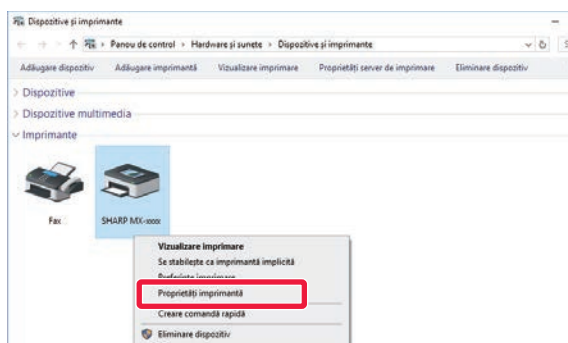 Dispozitive și imprimante
Panou de control › Hardware și sunete › Dispozitive și imprimante
Adăugare dispozitiv Adăugare imprimantă Vizualizare imprimare Proprietăți server de imprimare Eliminare dispozitiv
Dispozitive
Dispozitive multimedia
Imprimante
Fax SHARP MX-xxxx
Vizualizare imprimare
Se stabilește ca imprimantă implicită
Preferințe imprimare
Proprietăți imprimantă
Creare comandă rapidă
Eliminare dispozitiv